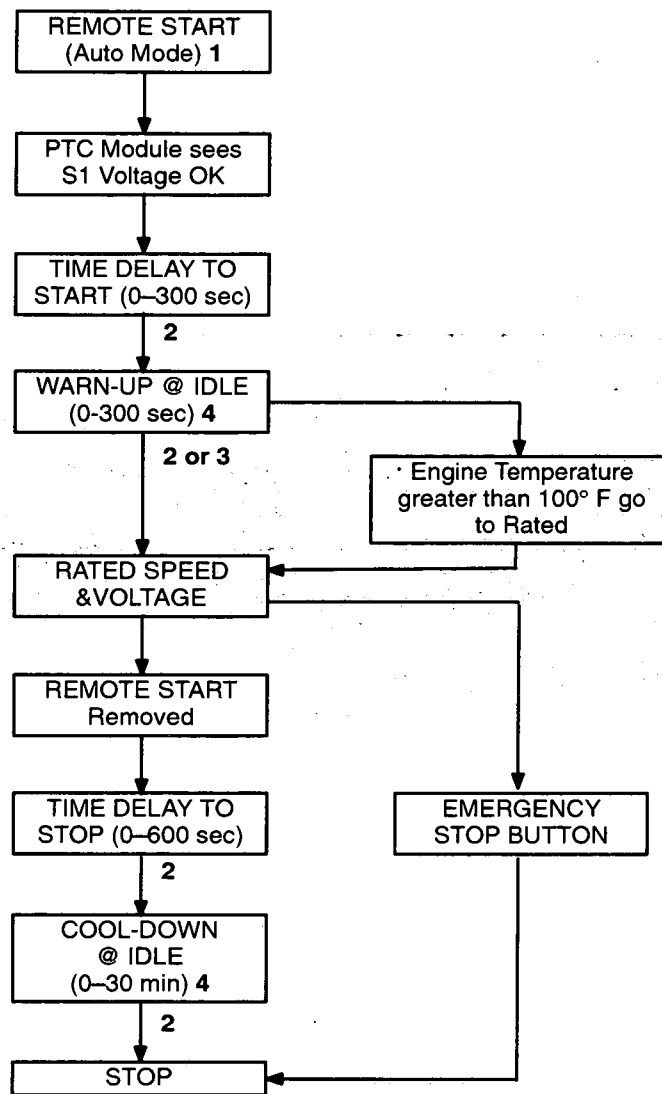 REMOTE START
(Auto Mode) 1
PTC Module sees
S1 Voltage OK
TIME DELAY TO
START (0–300 sec)
2
WARN-UP @ IDLE
(0-300 sec) 4
2 or 3
Engine Temperature
greater than 100° F go
to Rated
RATED SPEED
&VOLTAGE
REMOTE START
Removed
TIME DELAY TO
STOP (0–600 sec)
EMERGENCY
STOP BUTTON
2
COOL-DOWN
@ IDLE
(0–30 min) 4
2
STOP